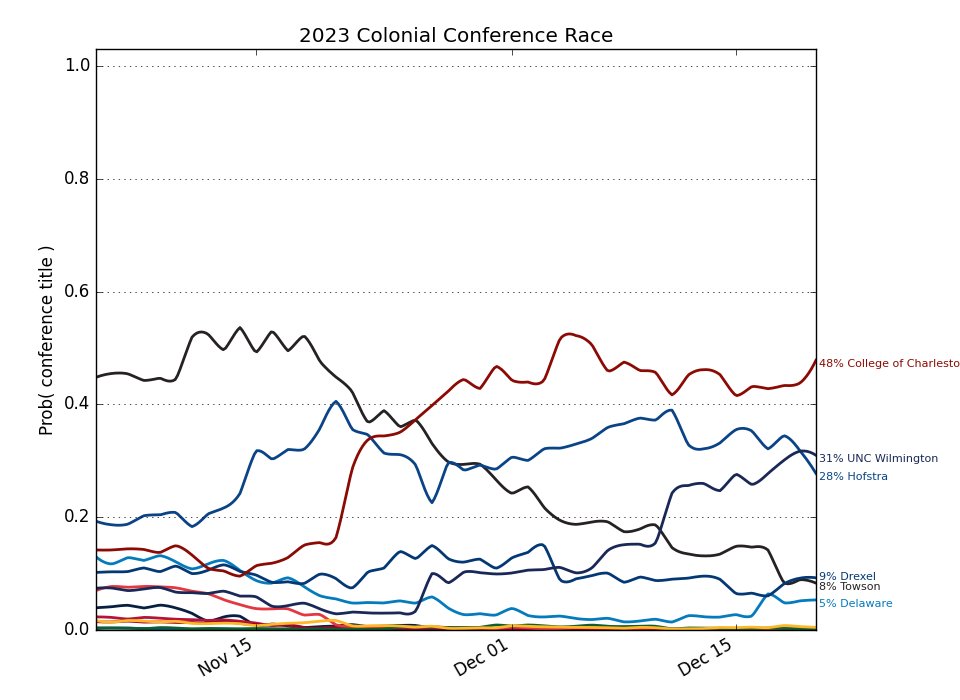 2023 Colonial Conference Race
Prob( conference title )
1.0
0.8
0.6
0.4
0.2
0.0
Nov 15
Dec 01
Dec 15
48% College of Charlesto
31% UNC Wilmington
28% Hofstra
9% Drexel
8% Towson
5% Delaware